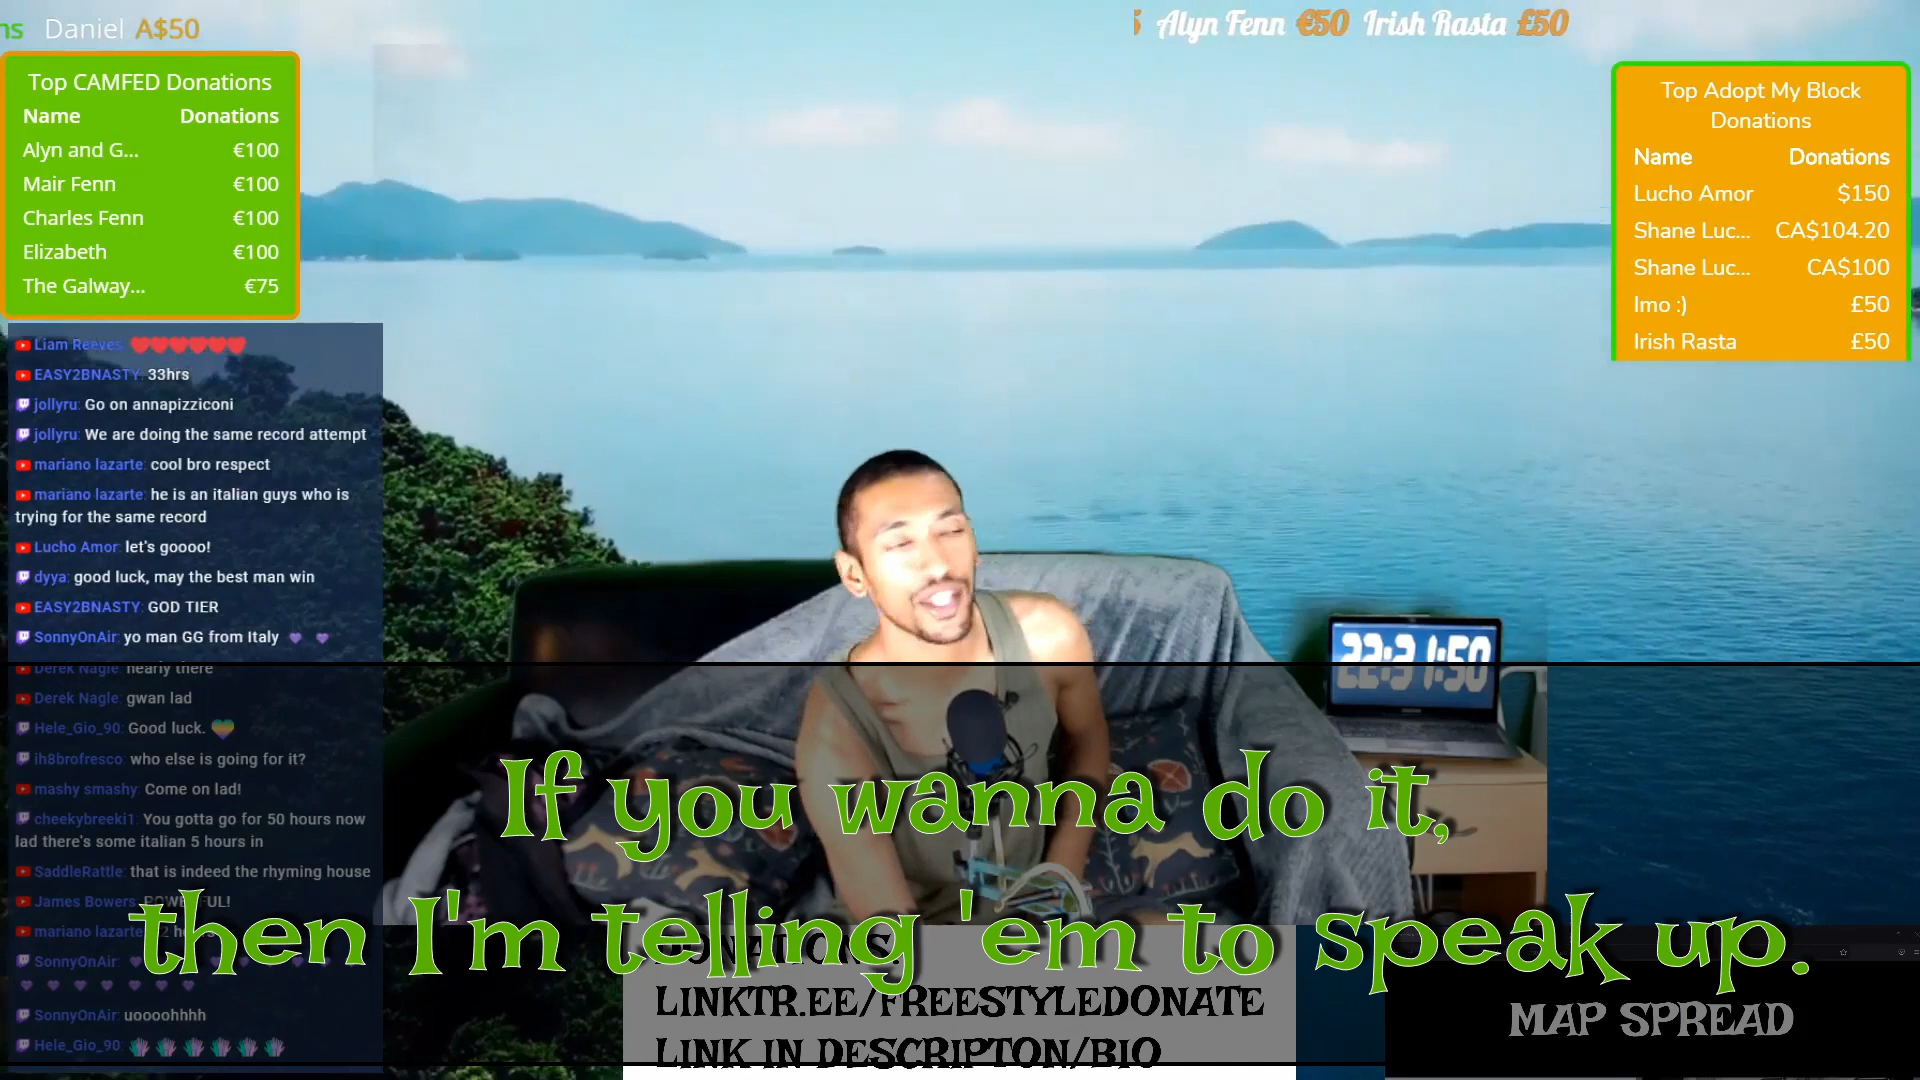 ns Daniel A$50
Alyn Fenn €50 Irish Rasta £50
Top CAMFED Donations
Name Donations
Alyn and G... €100
Mair Fenn €100
Charles Fenn €100
Elizabeth €100
The Galway... €75
Top Adopt My Block
Donations
Name Donations
Lucho Amor $150
Shane Luc... CA$104.20
Shane Luc... CA$100
Imo :) £50
Irish Rasta £50
Liam Reeves:
EASY2BNASTY: 33hrs
jollyru: Go on annapizziconi
jollyru: We are doing the same record attempt
mariano lazarte: cool bro respect
mariano lazarte: he is an italian guys who is
trying for the same record
Lucho Amor: let's goooo!
dyya: good luck, may the best man win
EASY2BNASTY: GOD TIER
SonnyOnAir: yo man GG from Italy
Derek Nagle: nearly there
Derek Nagle: gwan lad
Hele_Gio_90: Good luck.
ih8brofresco: who else is going for it?
mashy smashy: Come on lad!
cheekybreeki1: You gotta go for 50 hours now
lad there's some italian 5 hours in
SaddleRattle: that is indeed the rhyming house
James Bowers: POWERFUL!
mariano lazarte:
SonnyOnAir:
SonnyOnAir: uoooohhhh
Hele_Gio_90:
22:31:50
If you wanna do it,
then I'm telling 'em to speak up.
DONATIONS
LINKTR.EE/FREESTYLEDONATE
LINK IN DESCRIPTON/BIO
MAP SPREAD